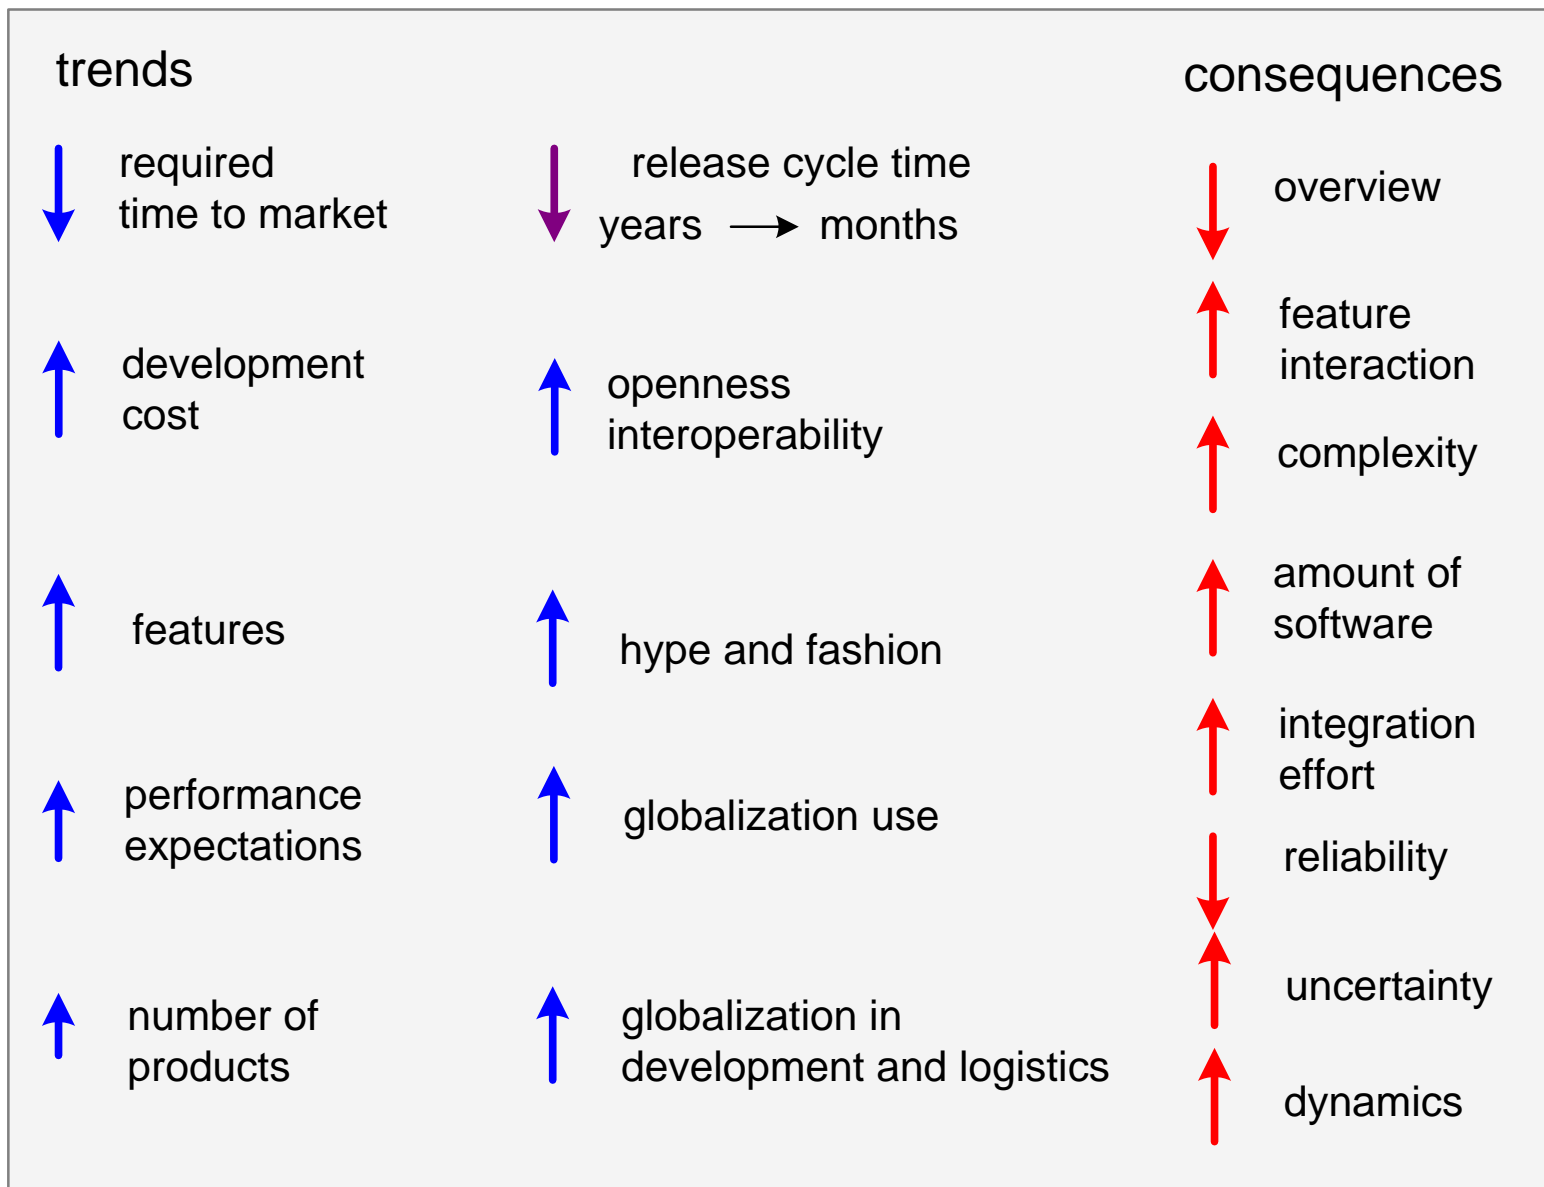 trends
required
time to market
development
cost
features
performance
expectations
number of
products
release cycle time
years months
openness
interoperability
hype and fashion
globalization use
globalization in
development and logistics
consequences
overview
feature
interaction
complexity
amount of
software
integration
effort
reliability
uncertainty
dynamics